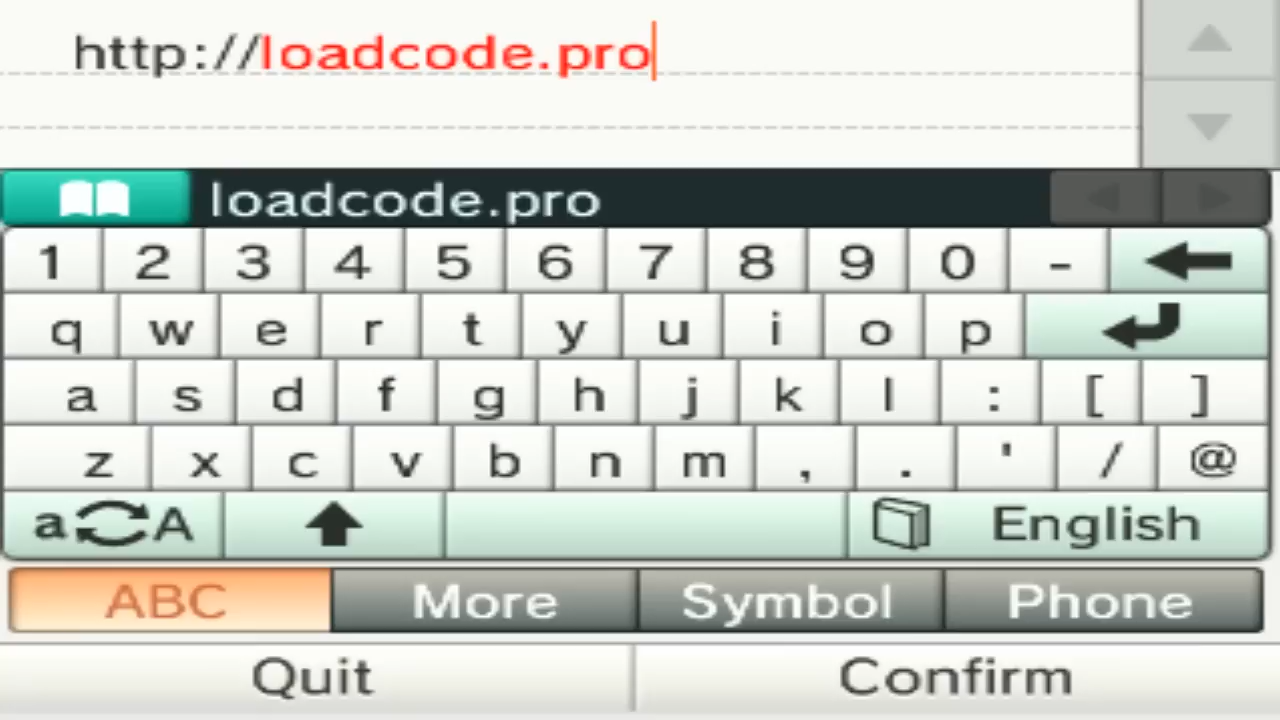 http://loadcode.pro
loadcode.pro
1 2 3 4 5 6 7 8 9 0 -
q w e r t y u i o p
a s d f g h j k l : [ ]
z x c v b n m , . ' / @
a A English
ABC More Symbol Phone
Quit Confirm